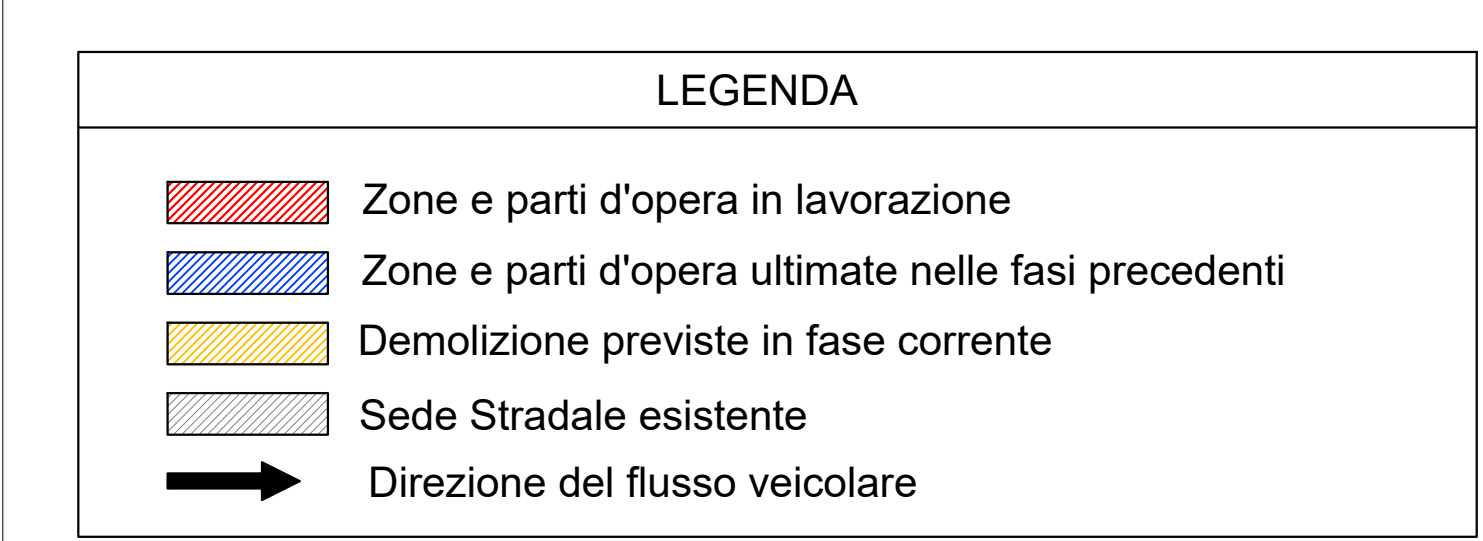 LEGENDA
Zone e parti d'opera in lavorazione
Zone e parti d'opera ultimate nelle fasi precedenti
Demolizione previste in fase corrente
Sede Stradale esistente
Direzione del flusso veicolare